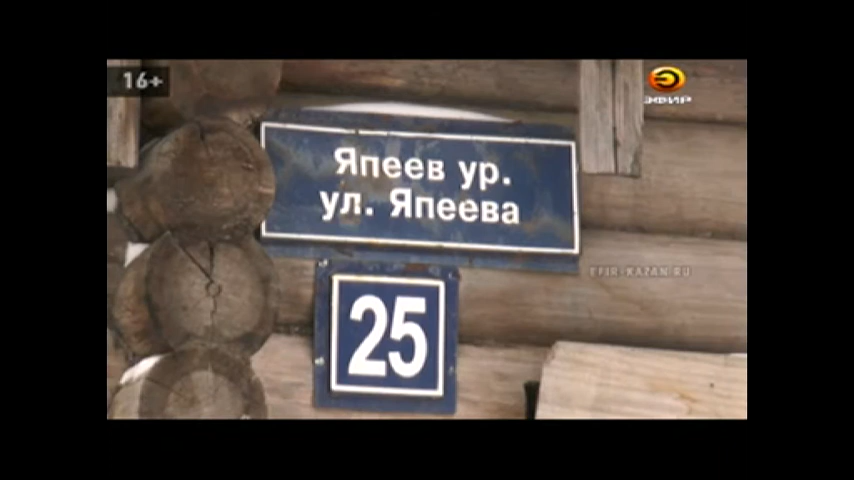 16+
ЭФИР
Япеев ур.
ул. Япеева
EFIR-KAZAN.RU
25